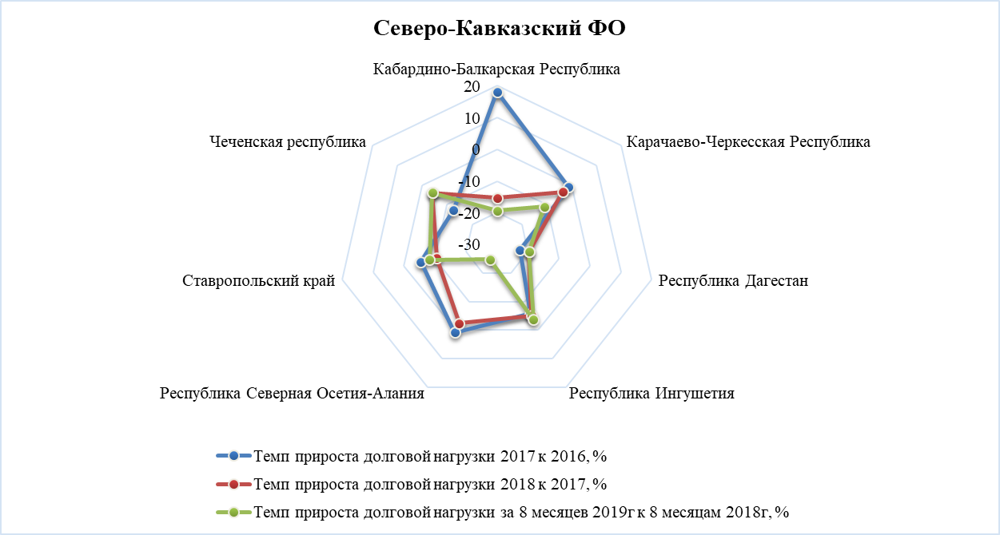 Северо-Кавказский ФО
Кабардино-Балкарская Республика
20
10
0
-10
-20
-30
Чеченская республика
Карачаево-Черкесская Республика
Ставропольский край
Республика Дагестан
Республика Северная Осетия-Алания
Республика Ингушетия
Темп прироста долговой нагрузки 2017 к 2016, %
Темп прироста долговой нагрузки 2018 к 2017, %
Темп прироста долговой нагрузки за 8 месяцев 2019г к 8 месяцам 2018г, %